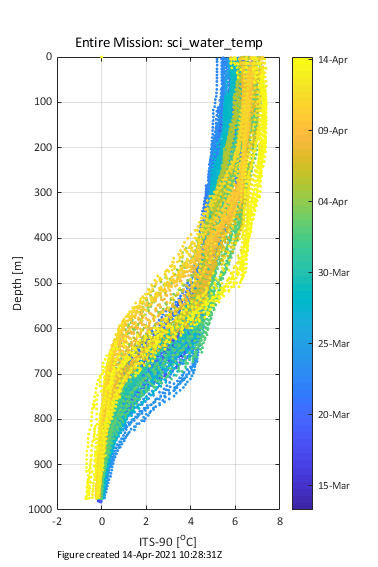 Entire Mission: sci_water_temp
0
100
200
300
400
500
600
700
800
900
1000
Depth [m]
-2 0 2 4 6 8
ITS-90 [°C]
14-Apr
09-Apr
04-Apr
30-Mar
25-Mar
20-Mar
15-Mar
Figure created 14-Apr-2021 10:28:31Z